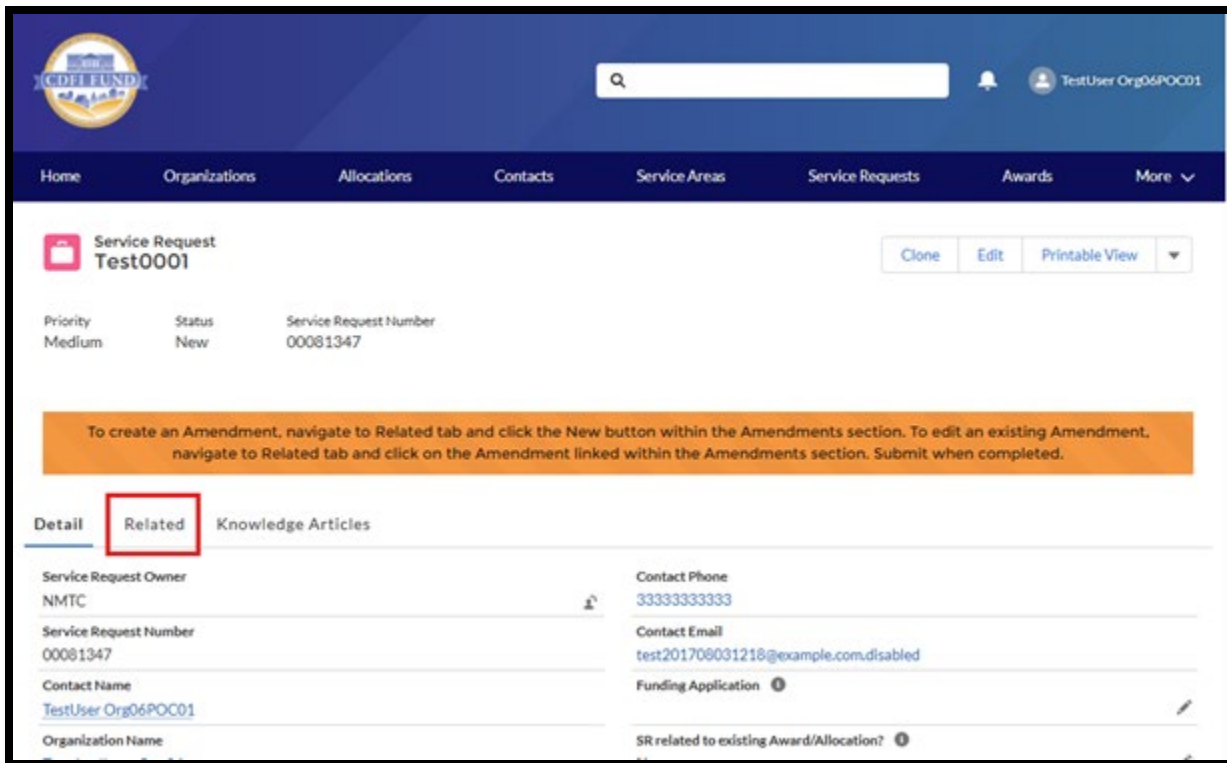 CDFI FUND
TestUser Org06POC01
Home Organizations Allocations Contacts Service Areas Service Requests Awards More
Service Request
Test0001
Clone Edit Printable View
Priority Status Service Request Number
Medium New 00081347
To create an Amendment, navigate to Related tab and click the New button within the Amendments section. To edit an existing Amendment,
navigate to Related tab and click on the Amendment linked within the Amendments section. Submit when completed.
Detail Related Knowledge Articles
Service Request Owner
NMTC
Contact Phone
33333333333
Service Request Number
00081347
Contact Email
test201708031218@example.com.disabled
Contact Name
TestUser Org06POC01
Funding Application
Organization Name
SR related to existing Award/Allocation?